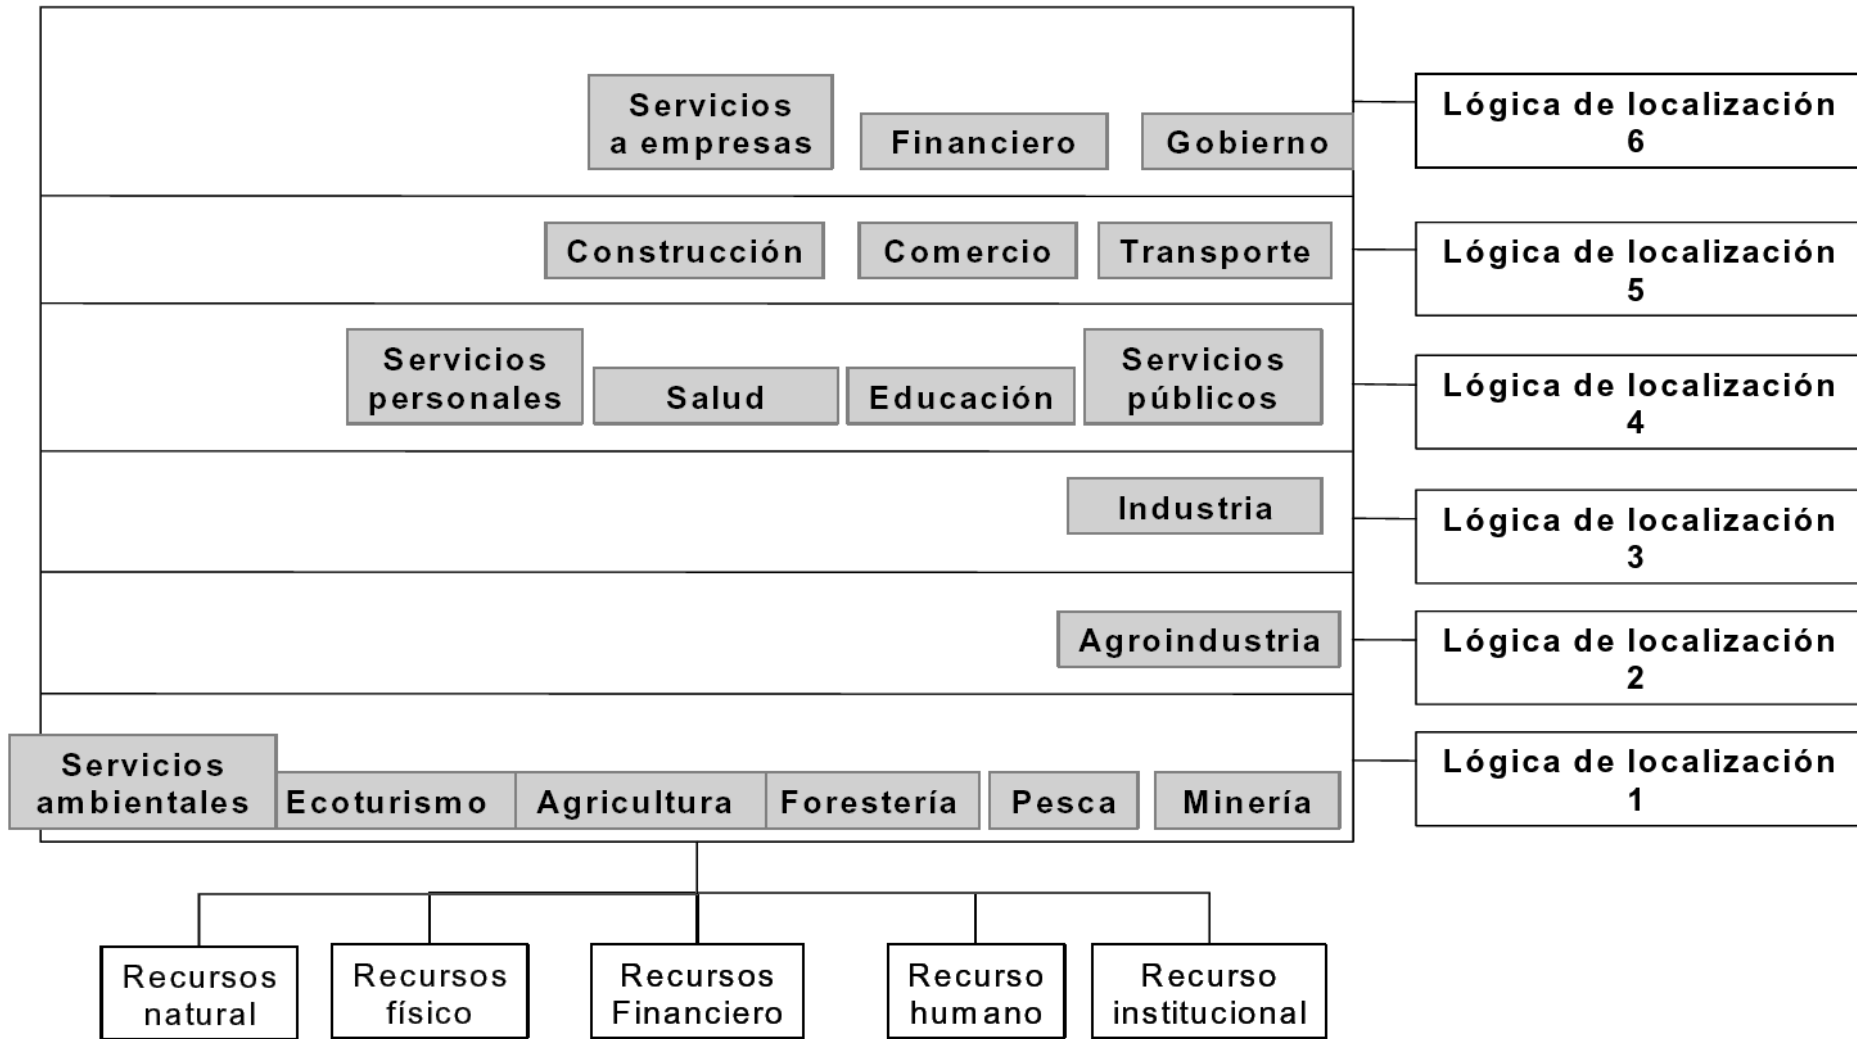 Servicios
a empresas
Financiero
Gobierno
Lógica de localización
6
Construcción
Comercio
Transporte
Lógica de localización
5
Servicios
personales
Salud
Educación
Servicios
públicos
Lógica de localización
4
Industria
Lógica de localización
3
Agroindustria
Lógica de localización
2
Servicios
ambientales
Ecoturismo
Agricultura
Forestería
Pesca
Minería
Lógica de localización
1
Recursos
natural
Recursos
físico
Recursos
Financiero
Recurso
humano
Recurso
institucional